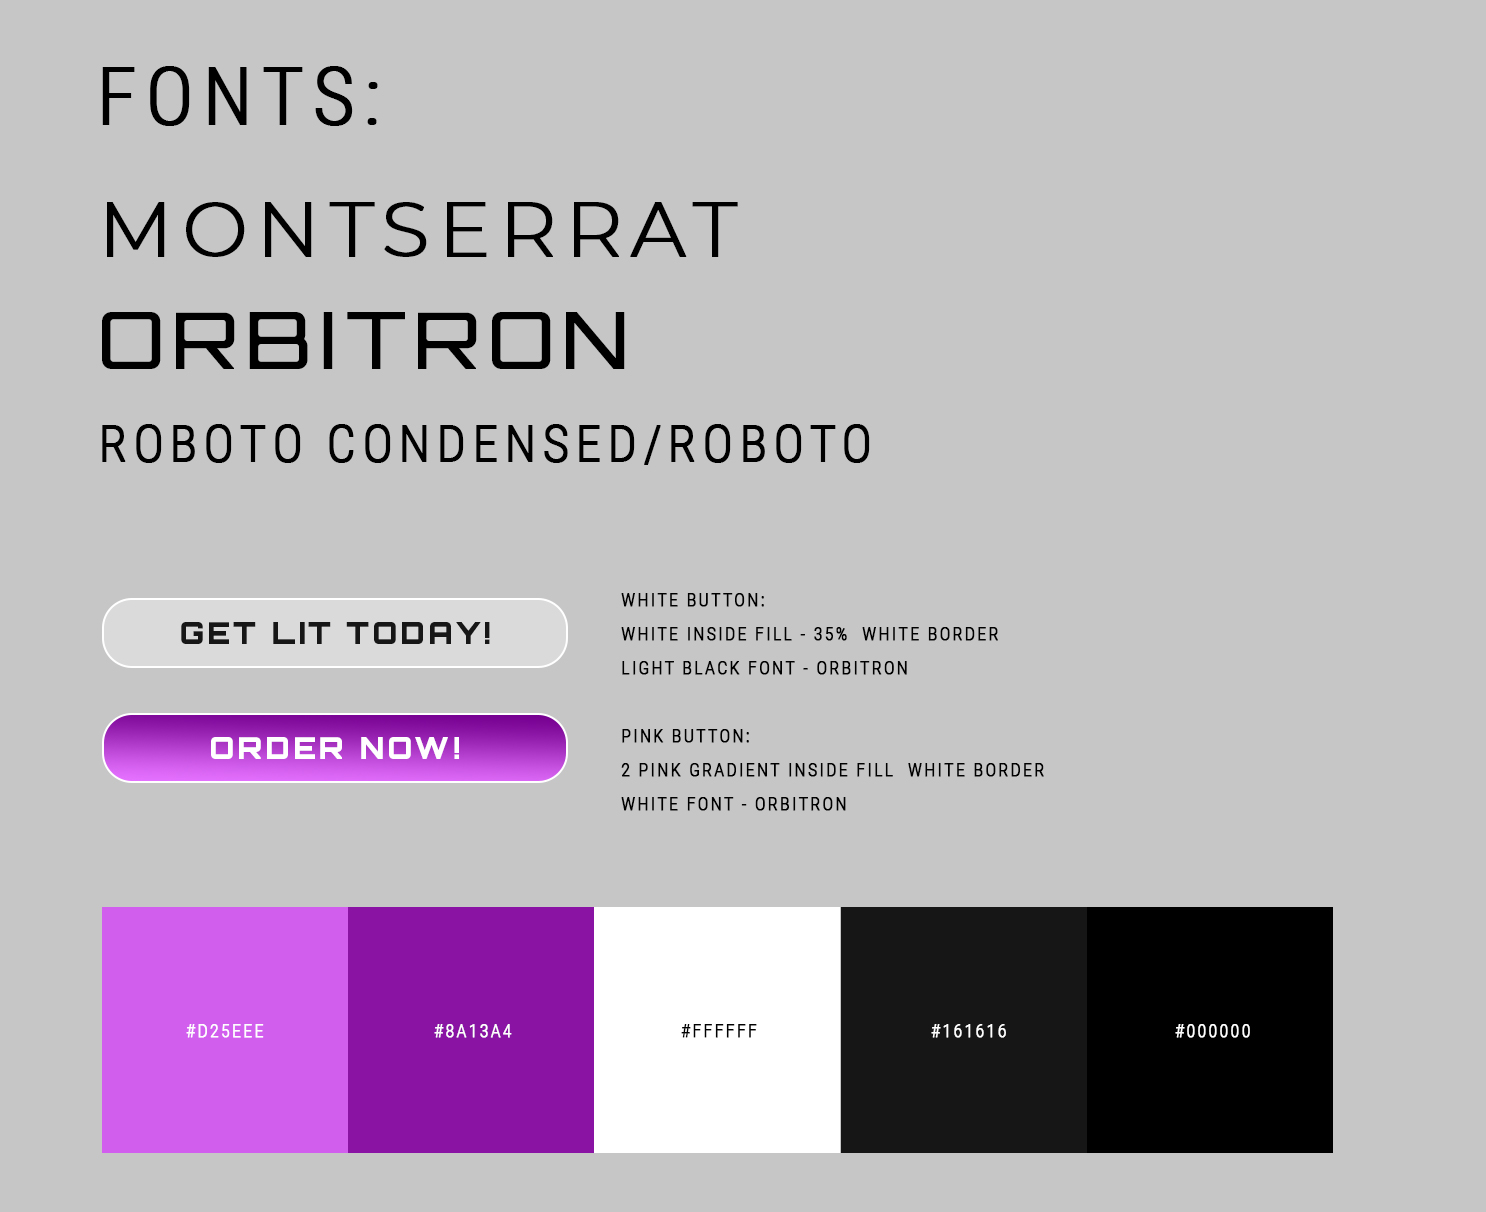 FONTS:
MONTSERRAT
ORBITRON
ROBOTO CONDENSED/ROBOTO
GET LIT TODAY!
WHITE BUTTON:
WHITE INSIDE FILL - 35%  WHITE BORDER
LIGHT BLACK FONT - ORBITRON
ORDER NOW!
PINK BUTTON:
2 PINK GRADIENT INSIDE FILL  WHITE BORDER
WHITE FONT - ORBITRON
#D25EEE
#8A13A4
#FFFFFF
#161616
#000000